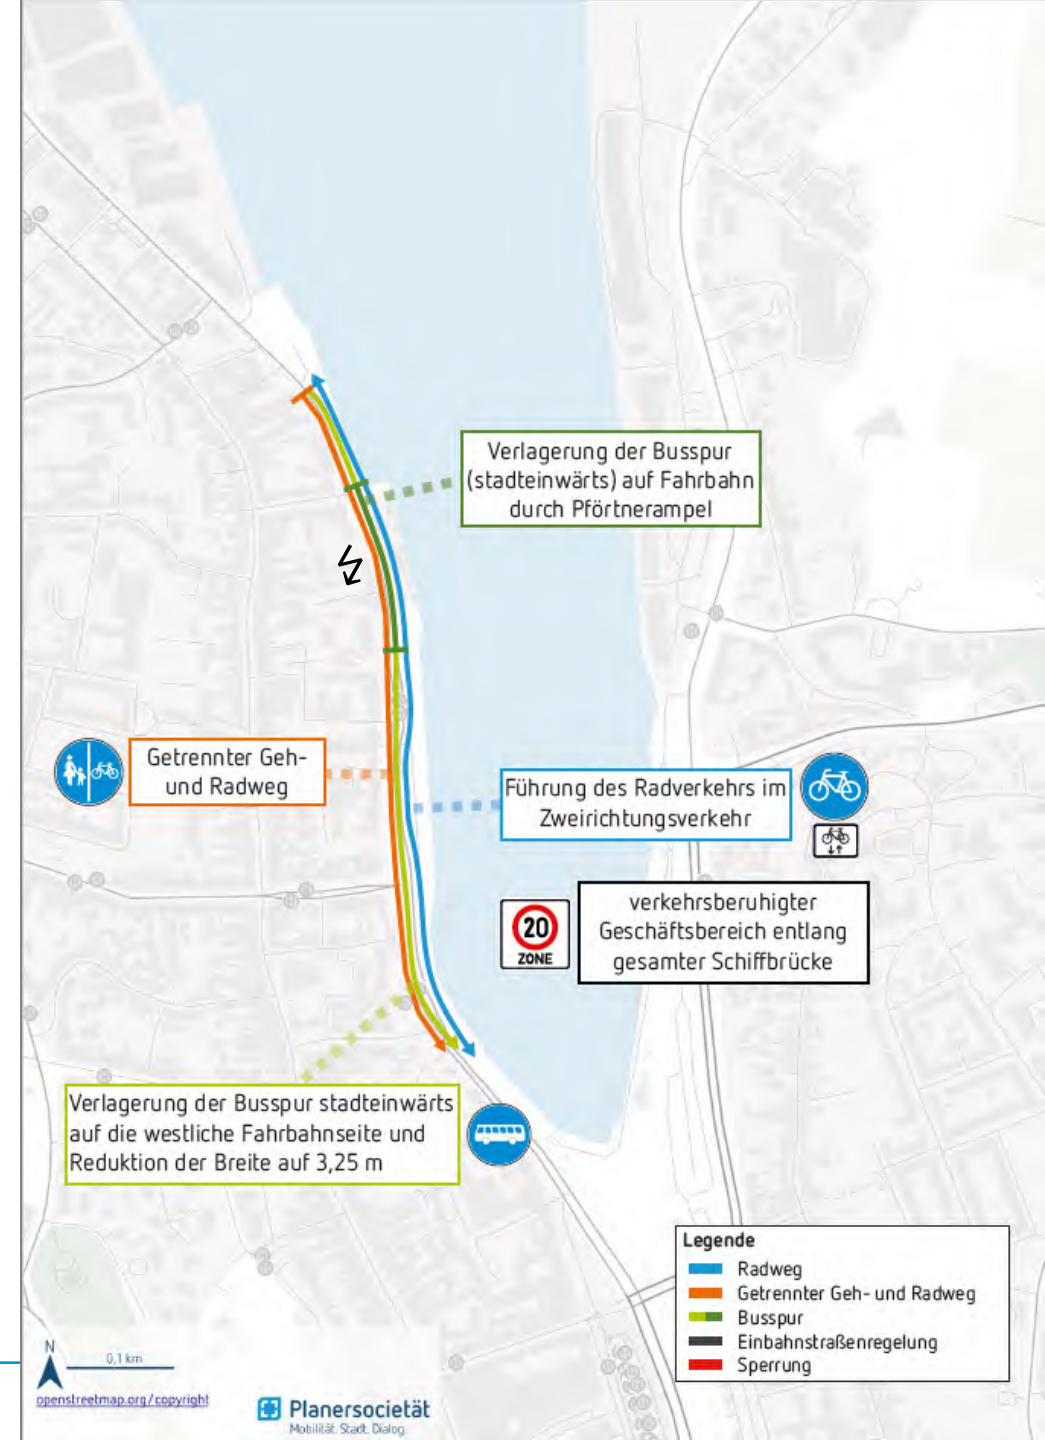 Verlagerung der Busspur
(stadteinwärts) auf Fahrbahn
durch Pförtnerampel
Getrennter Geh-
und Radweg
Führung des Radverkehrs im
Zweirichtungsverkehr
20
ZONE
verkehrsberuhigter
Geschäftsbereich entlang
gesamter Schiffbrücke
Verlagerung der Busspur stadteinwärts
auf die westliche Fahrbahnseite und
Reduktion der Breite auf 3,25 m
Legende
Radweg
Getrennter Geh- und Radweg
Busspur
Einbahnstraßenregelung
Sperrung
N
0,1 km
openstreetmap.org/copyright
Planersocietät
Mobilität. Stadt. Dialog.